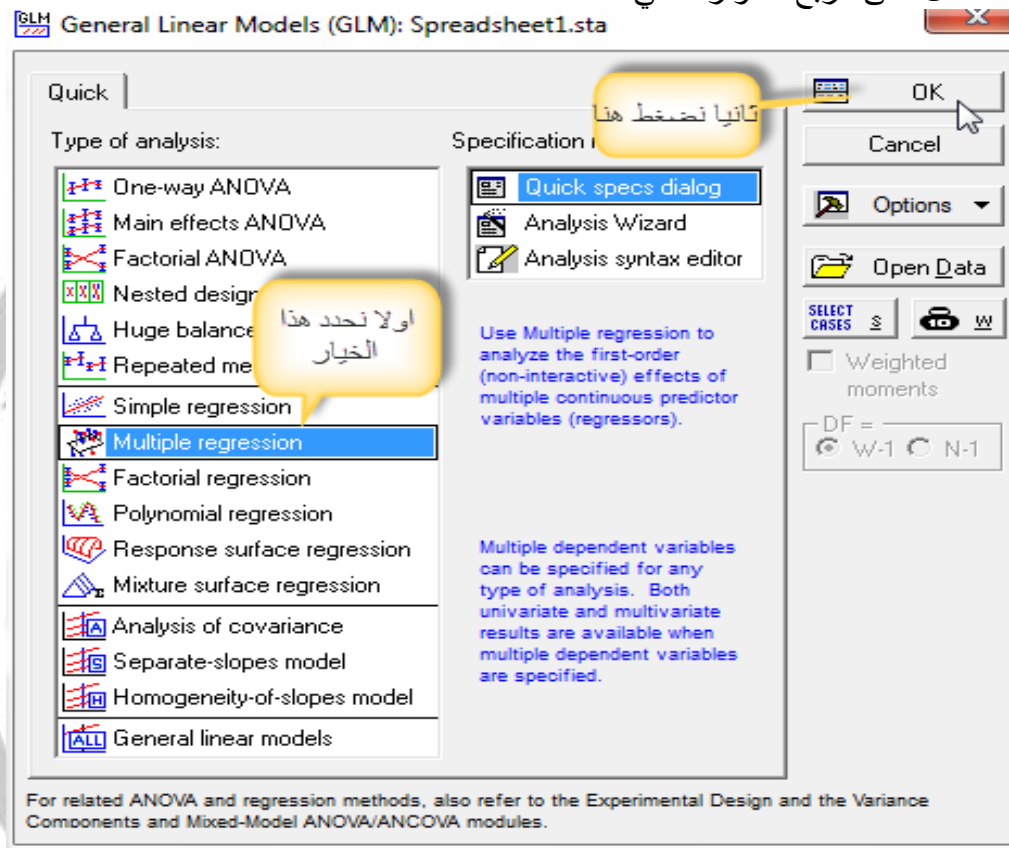 General Linear Models (GLM): Spreadsheet1.sta
Quick
ثانيا نضغط هنا
OK
Type of analysis:
Specification
Cancel
One-way ANOVA
Main effects ANOVA
Factorial ANOVA
Nested design
Huge balance
Repeated me
اولا نحدد هذا
الخيار
Simple regression
Multiple regression
Factorial regression
Polynomial regression
Response surface regression
Mixture surface regression
Analysis of covariance
Separate-slopes model
Homogeneity-of-slopes model
ALL General linear models
Quick specs dialog
Analysis Wizard
Analysis syntax editor
Use Multiple regression to
analyze the first-order
(non-interactive) effects of
multiple continuous predictor
variables (regressors).
Multiple dependent variables
can be specified for any
type of analysis. Both
univariate and multivariate
results are available when
multiple dependent variables
are specified.
Options
Open Data
SELECT
CASES S
W
Weighted
moments
DF =
W-1 N-1
For related ANOVA and regression methods, also refer to the Experimental Design and the Variance
Components and Mixed-Model ANOVA/ANCOVA modules.